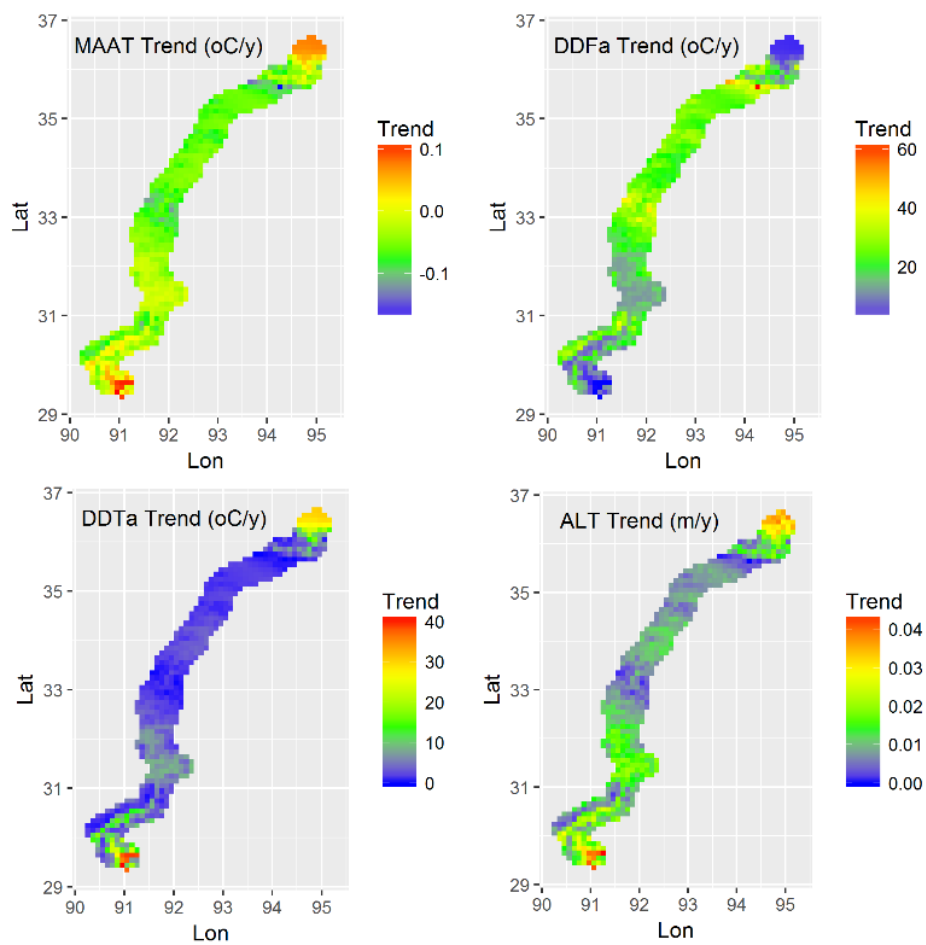 MAAT Trend (oC/y)
37
35
33
31
29
Lat
90 91 92 93 94 95
Lon
Trend
0.1
0.0
-0.1
DDFa Trend (oC/y)
37
35
33
31
29
Lat
90 91 92 93 94 95
Lon
Trend
60
40
20
DDTa Trend (oC/y)
37
35
33
31
29
Lat
90 91 92 93 94 95
Lon
Trend
40
30
20
10
0
ALT Trend (m/y)
37
35
33
31
29
Lat
90 91 92 93 94 95
Lon
Trend
0.04
0.03
0.02
0.01
0.00